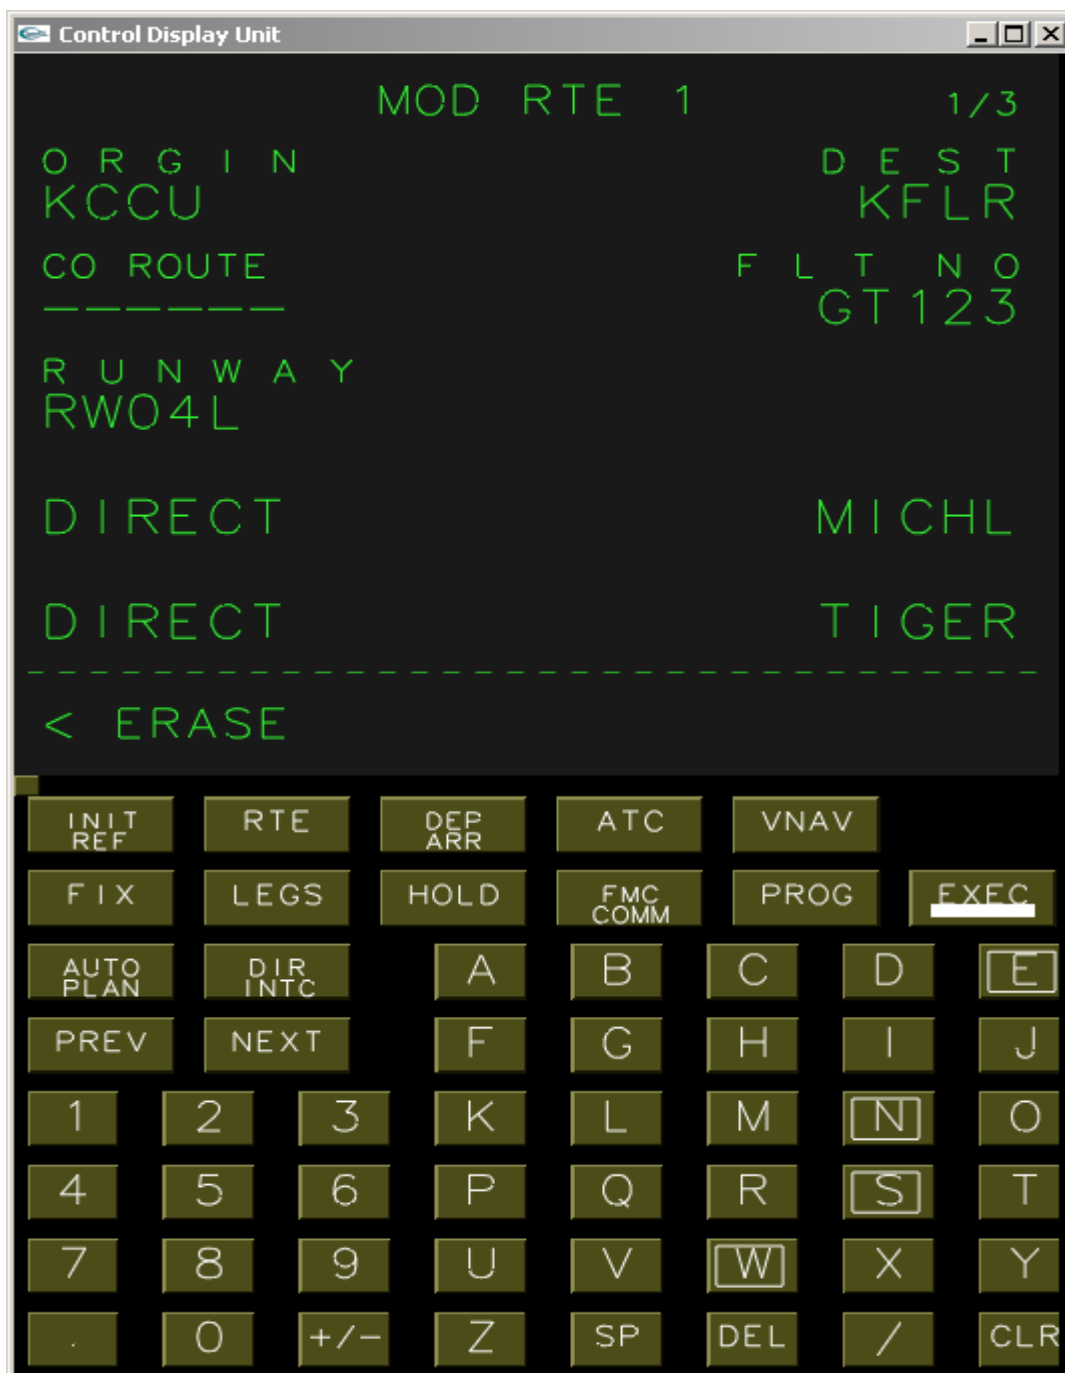 Control Display Unit
MOD RTE 1 1/3
ORGIN DEST
KCCU KFLR
CO ROUTE FLT NO
------ GT123
RUNWAY
RW04L
DIRECT MICHL
DIRECT TIGER
< ERASE
INIT REF RTE DEP ARR ATC VNAV
FIX LEGS HOLD FMC COMM PROG EXEC
AUTO PLAN DIR INTC A B C D E
PREV NEXT F G H I J
1 2 3 K L M N O
4 5 6 P Q R S T
7 8 9 U V W X Y
. 0 +/- Z SP DEL / CLR